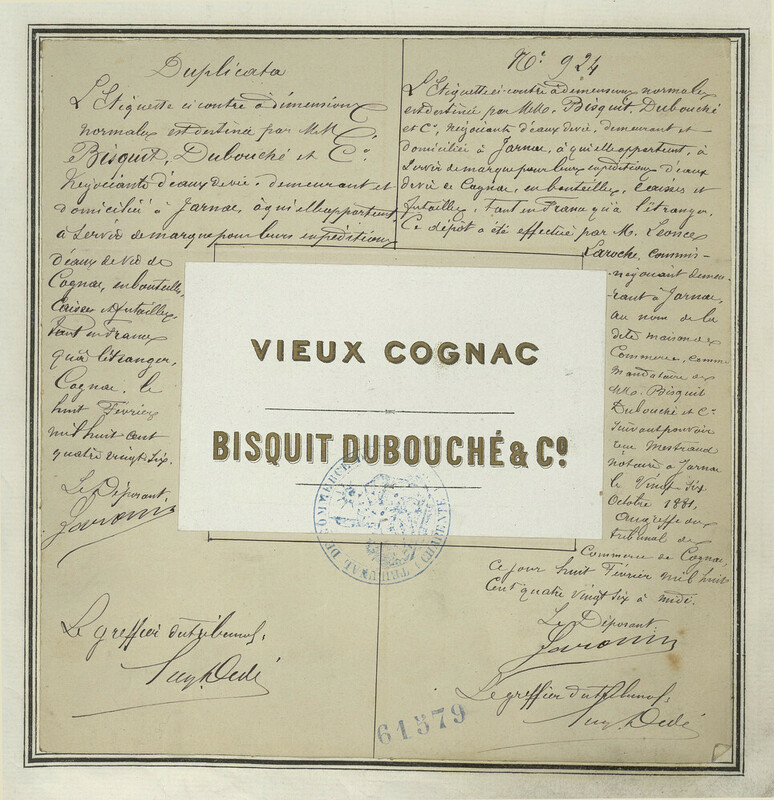 Duplicata
L'Etiquette ci contre à dimensions
normales est destinée par MM
Bisquit, Dubouché et Cie.
Négociants d'eaux de vie, demeurant et
domiciliés à Jarnac, à qui elle appartient
à servir de marque pour leurs expéditions
d'eaux de vie de
Cognac, en bouteilles,
Caisses et futailles,
tant en France
qu'à l'étranger,
Cognac, le
huit Février
mil huit cent
quatre vingt six.
Le Déposant,
Le greffier du tribunal,
No. 924
L'Etiquette ci-contre à dimensions normales
est destinée par MM. Bisquit, Dubouché
et Co, négociants d'eaux de vie, demeurant et
domiciliés à Jarnac, à qui elle appartient, à
servir de marque pour leurs expéditions d'eaux
de vie de Cognac, en bouteilles, Caisses et
futailles, tant en France qu'à l'étranger.
Ce dépôt a été effectué par M. Léonce
Laroche, commis-
négociant demeu-
rant à Jarnac,
au nom de la
dite maison de
Commerce, comme
Mandataire de
MM. Bisquit
Dubouché et Co
suivant pouvoir
reçu Mestraud
notaire à Jarnac
le Vingt six
Octobre 1881,
au greffe du
tribunal de
Commerce de Cognac,
ce jour huit Février mil huit
Cent quatre vingt six à midi.
Le Déposant
Le greffier du tribunal,
VIEUX COGNAC
BISQUIT DUBOUCHÉ & Co.
TRIBUNAL DE COMMERCE
(CHARENTE)
61579